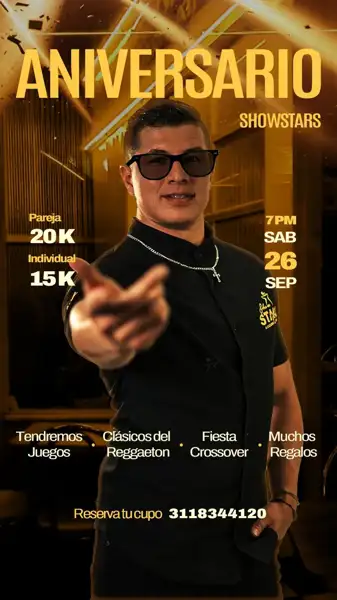 ANIVERSARIO
SHOWSTARS
Pareja
20K
Individual
15K
7PM
SAB
26
SEP
STAR
Tendremos Juegos
•
Clásicos del Reggaeton
•
Fiesta Crossover
•
Muchos Regalos
Reserva tu cupo 3118344120